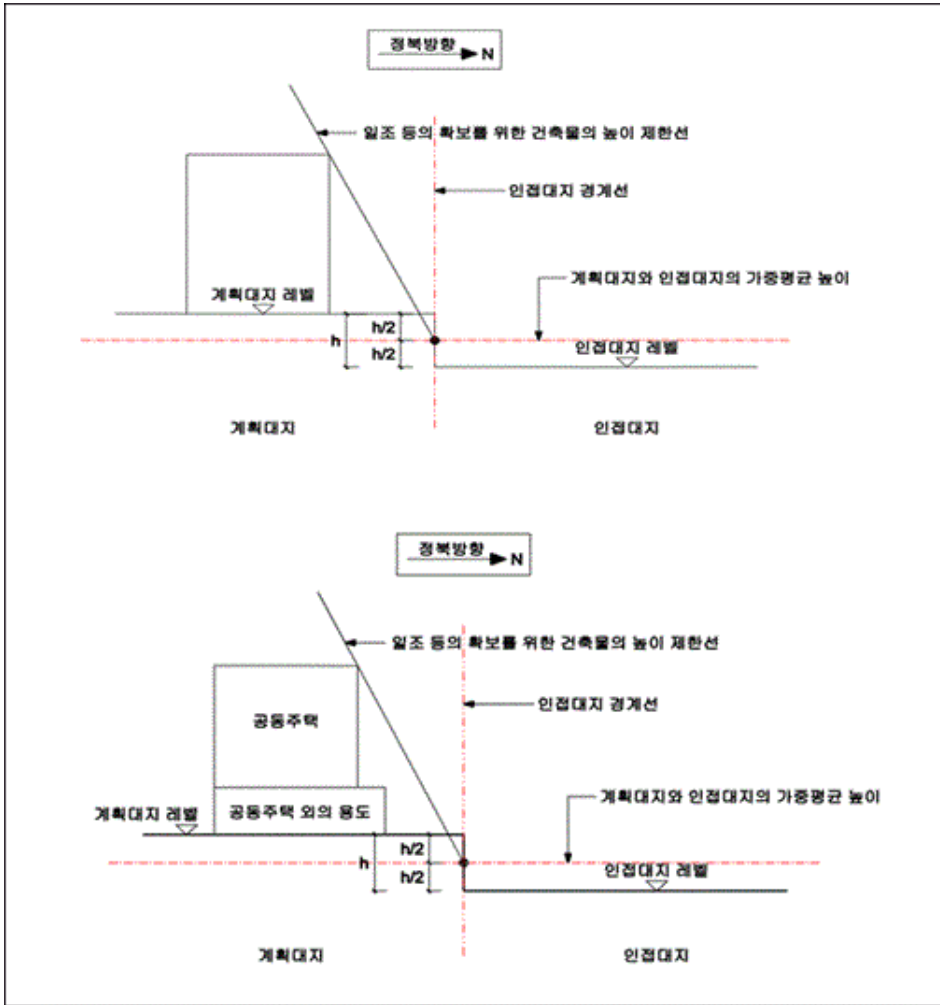 정북방향
N
일조 등의 확보를 위한 건축물의 높이 제한선
인접대지 경계선
계획대지와 인접대지의 가중평균 높이
계획대지 레벨
h
h/2
h/2
인접대지 레벨
계획대지
인접대지
정북방향
N
일조 등의 확보를 위한 건축물의 높이 제한선
인접대지 경계선
공동주택
계획대지와 인접대지의 가중평균 높이
계획대지 레벨
공동주택 외의 용도
h
h/2
h/2
인접대지 레벨
계획대지
인접대지